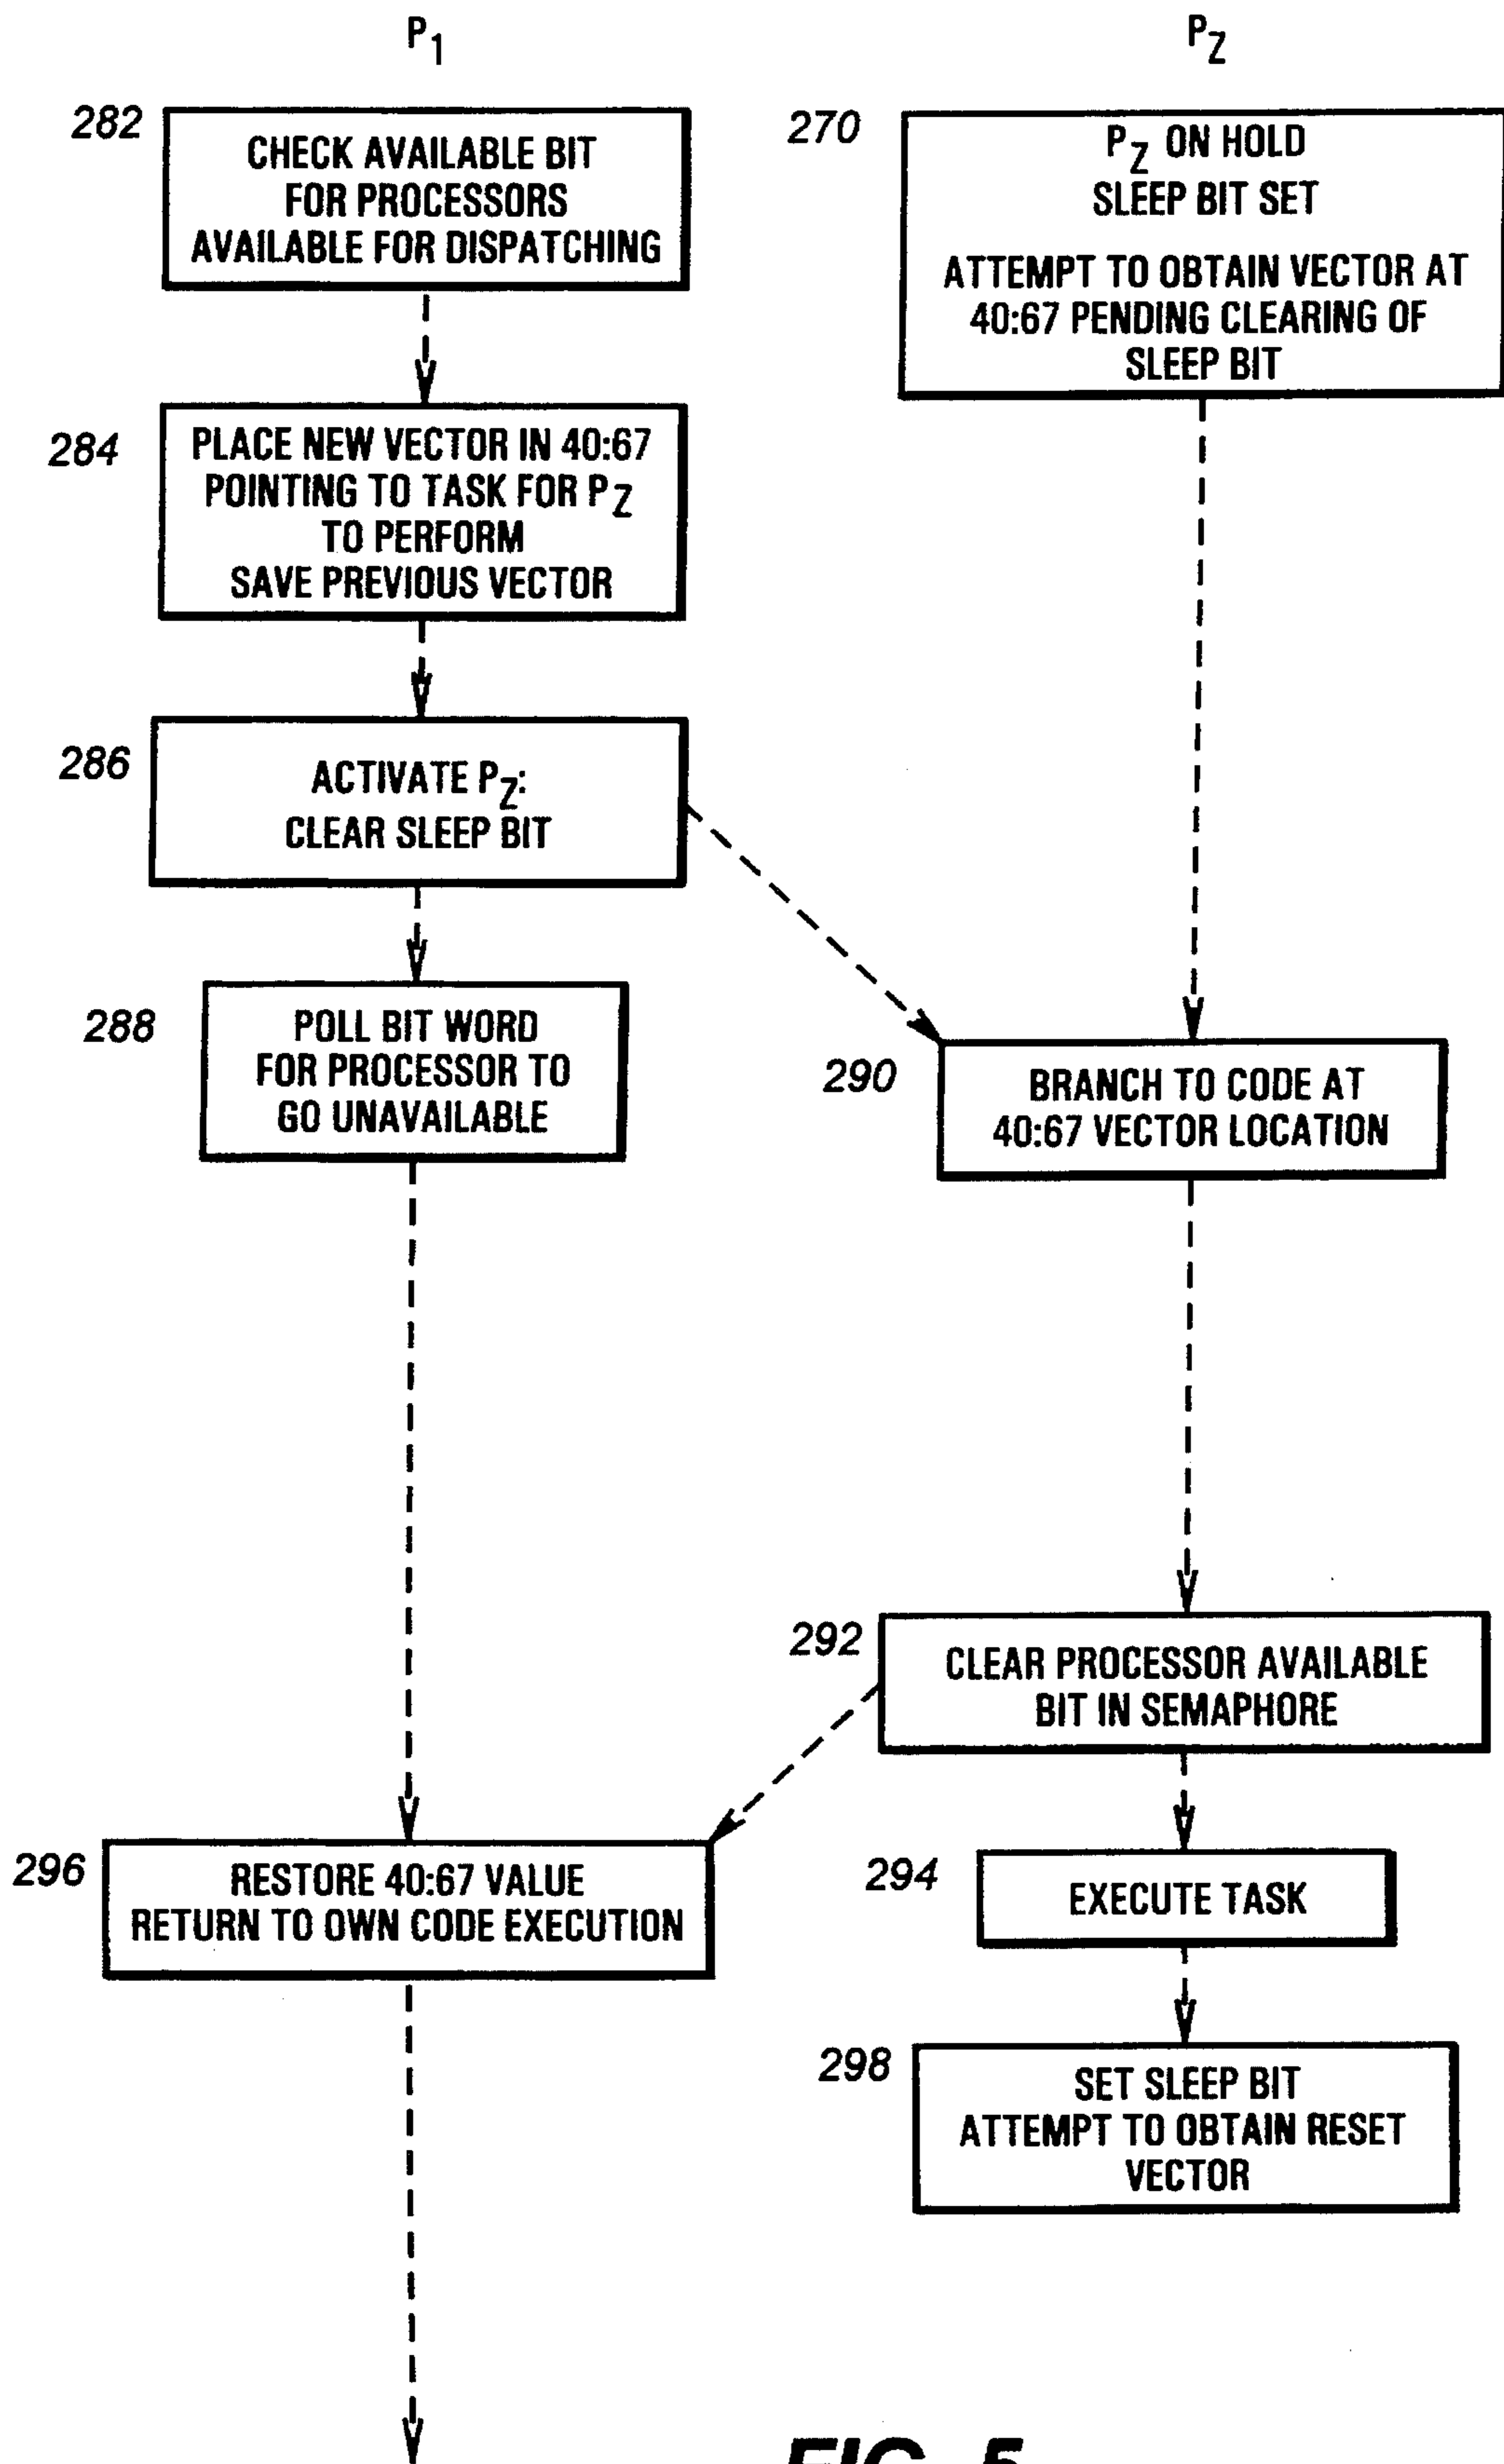 P1
PZ
282
CHECK AVAILABLE BIT
FOR PROCESSORS
AVAILABLE FOR DISPATCHING
270
PZ ON HOLD
SLEEP BIT SET
ATTEMPT TO OBTAIN VECTOR AT
40:67 PENDING CLEARING OF
SLEEP BIT
284
PLACE NEW VECTOR IN 40:67
POINTING TO TASK FOR PZ
TO PERFORM
SAVE PREVIOUS VECTOR
286
ACTIVATE PZ:
CLEAR SLEEP BIT
288
POLL BIT WORD
FOR PROCESSOR TO
GO UNAVAILABLE
290
BRANCH TO CODE AT
40:67 VECTOR LOCATION
292
CLEAR PROCESSOR AVAILABLE
BIT IN SEMAPHORE
296
RESTORE 40:67 VALUE
RETURN TO OWN CODE EXECUTION
294
EXECUTE TASK
298
SET SLEEP BIT
ATTEMPT TO OBTAIN RESET
VECTOR
FIG. 5